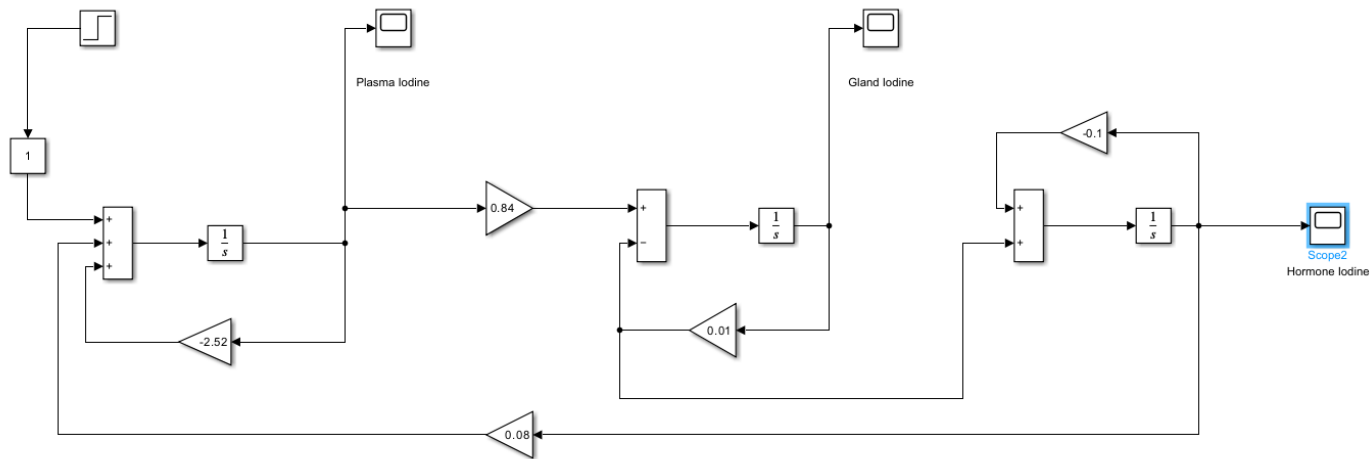 Plasma Iodine
Gland Iodine
-0.1
1
0.84
+
+
+
+
−
1
s
1
s
+
+
1
s
Scope2
Hormone Iodine
-2.52
0.01
0.08